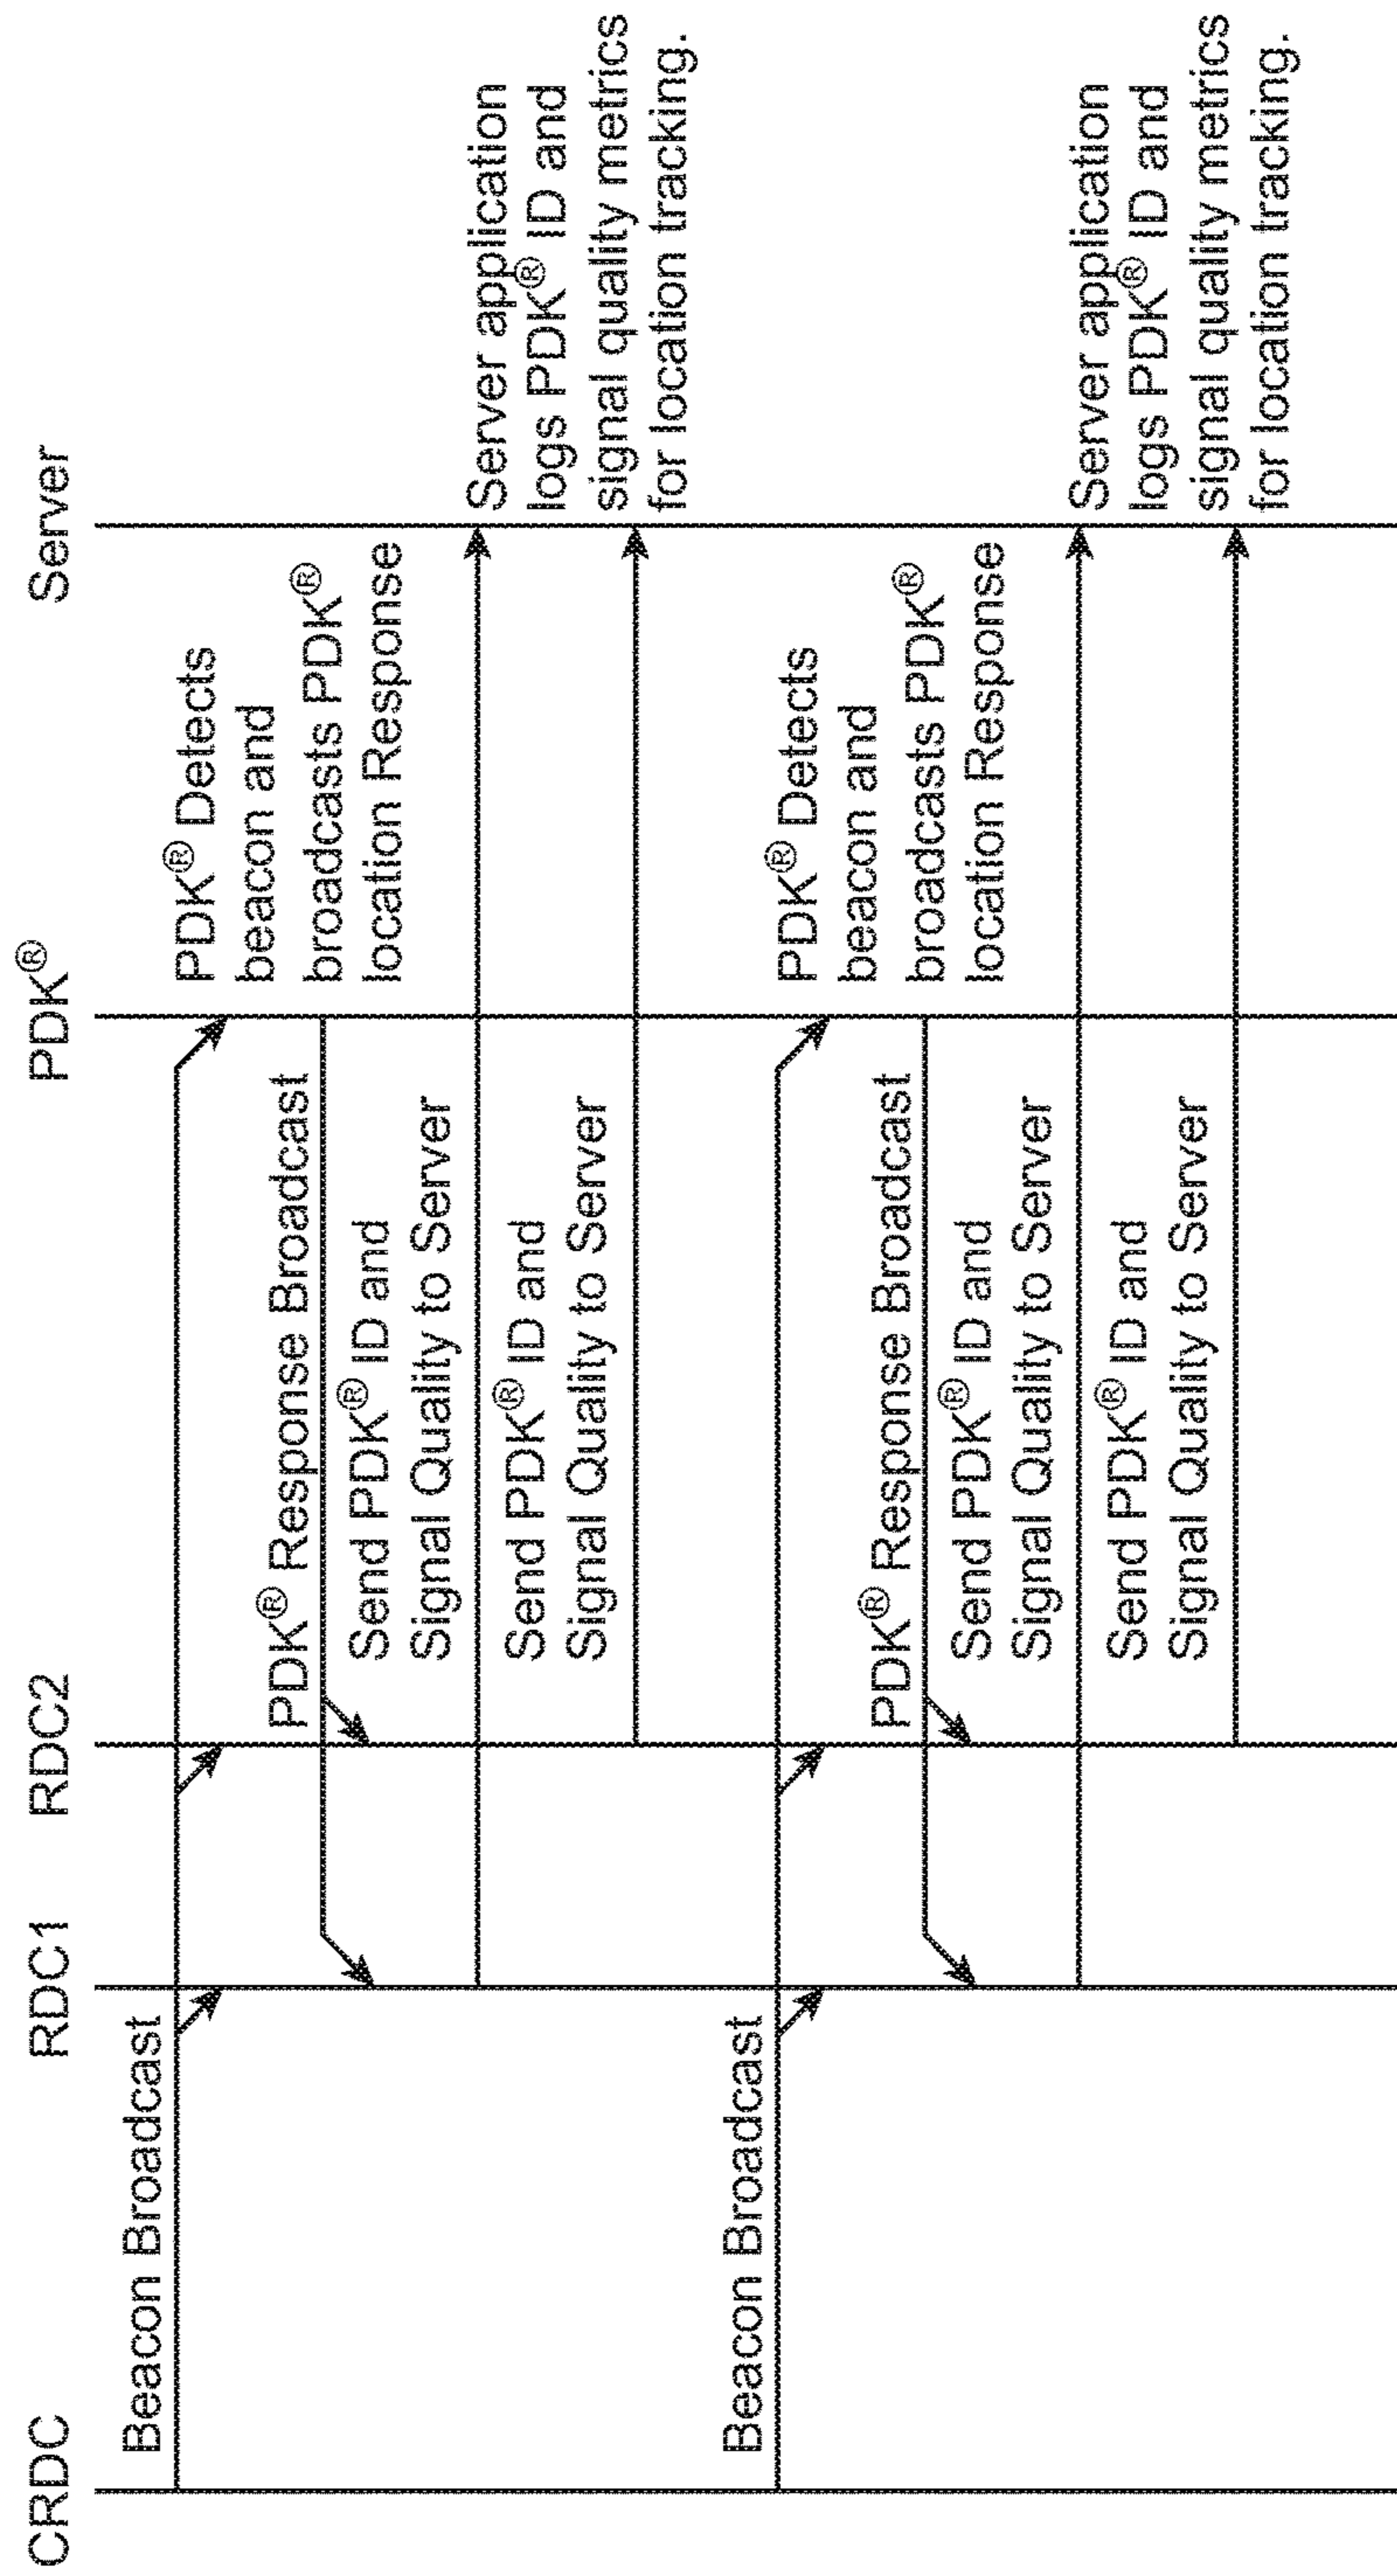 CRDC
RDC1
RDC2
PDK®
Server
Beacon Broadcast
PDK® Detects
beacon and
broadcasts PDK®
location Response
PDK® Response Broadcast
Send PDK® ID and
Signal Quality to Server
Server application
logs PDK® ID and
signal quality metrics
for location tracking.
Send PDK® ID and
Signal Quality to Server
Beacon Broadcast
PDK® Detects
beacon and
broadcasts PDK®
location Response
PDK® Response Broadcast
Send PDK® ID and
Signal Quality to Server
Server application
logs PDK® ID and
signal quality metrics
for location tracking.
Send PDK® ID and
Signal Quality to Server